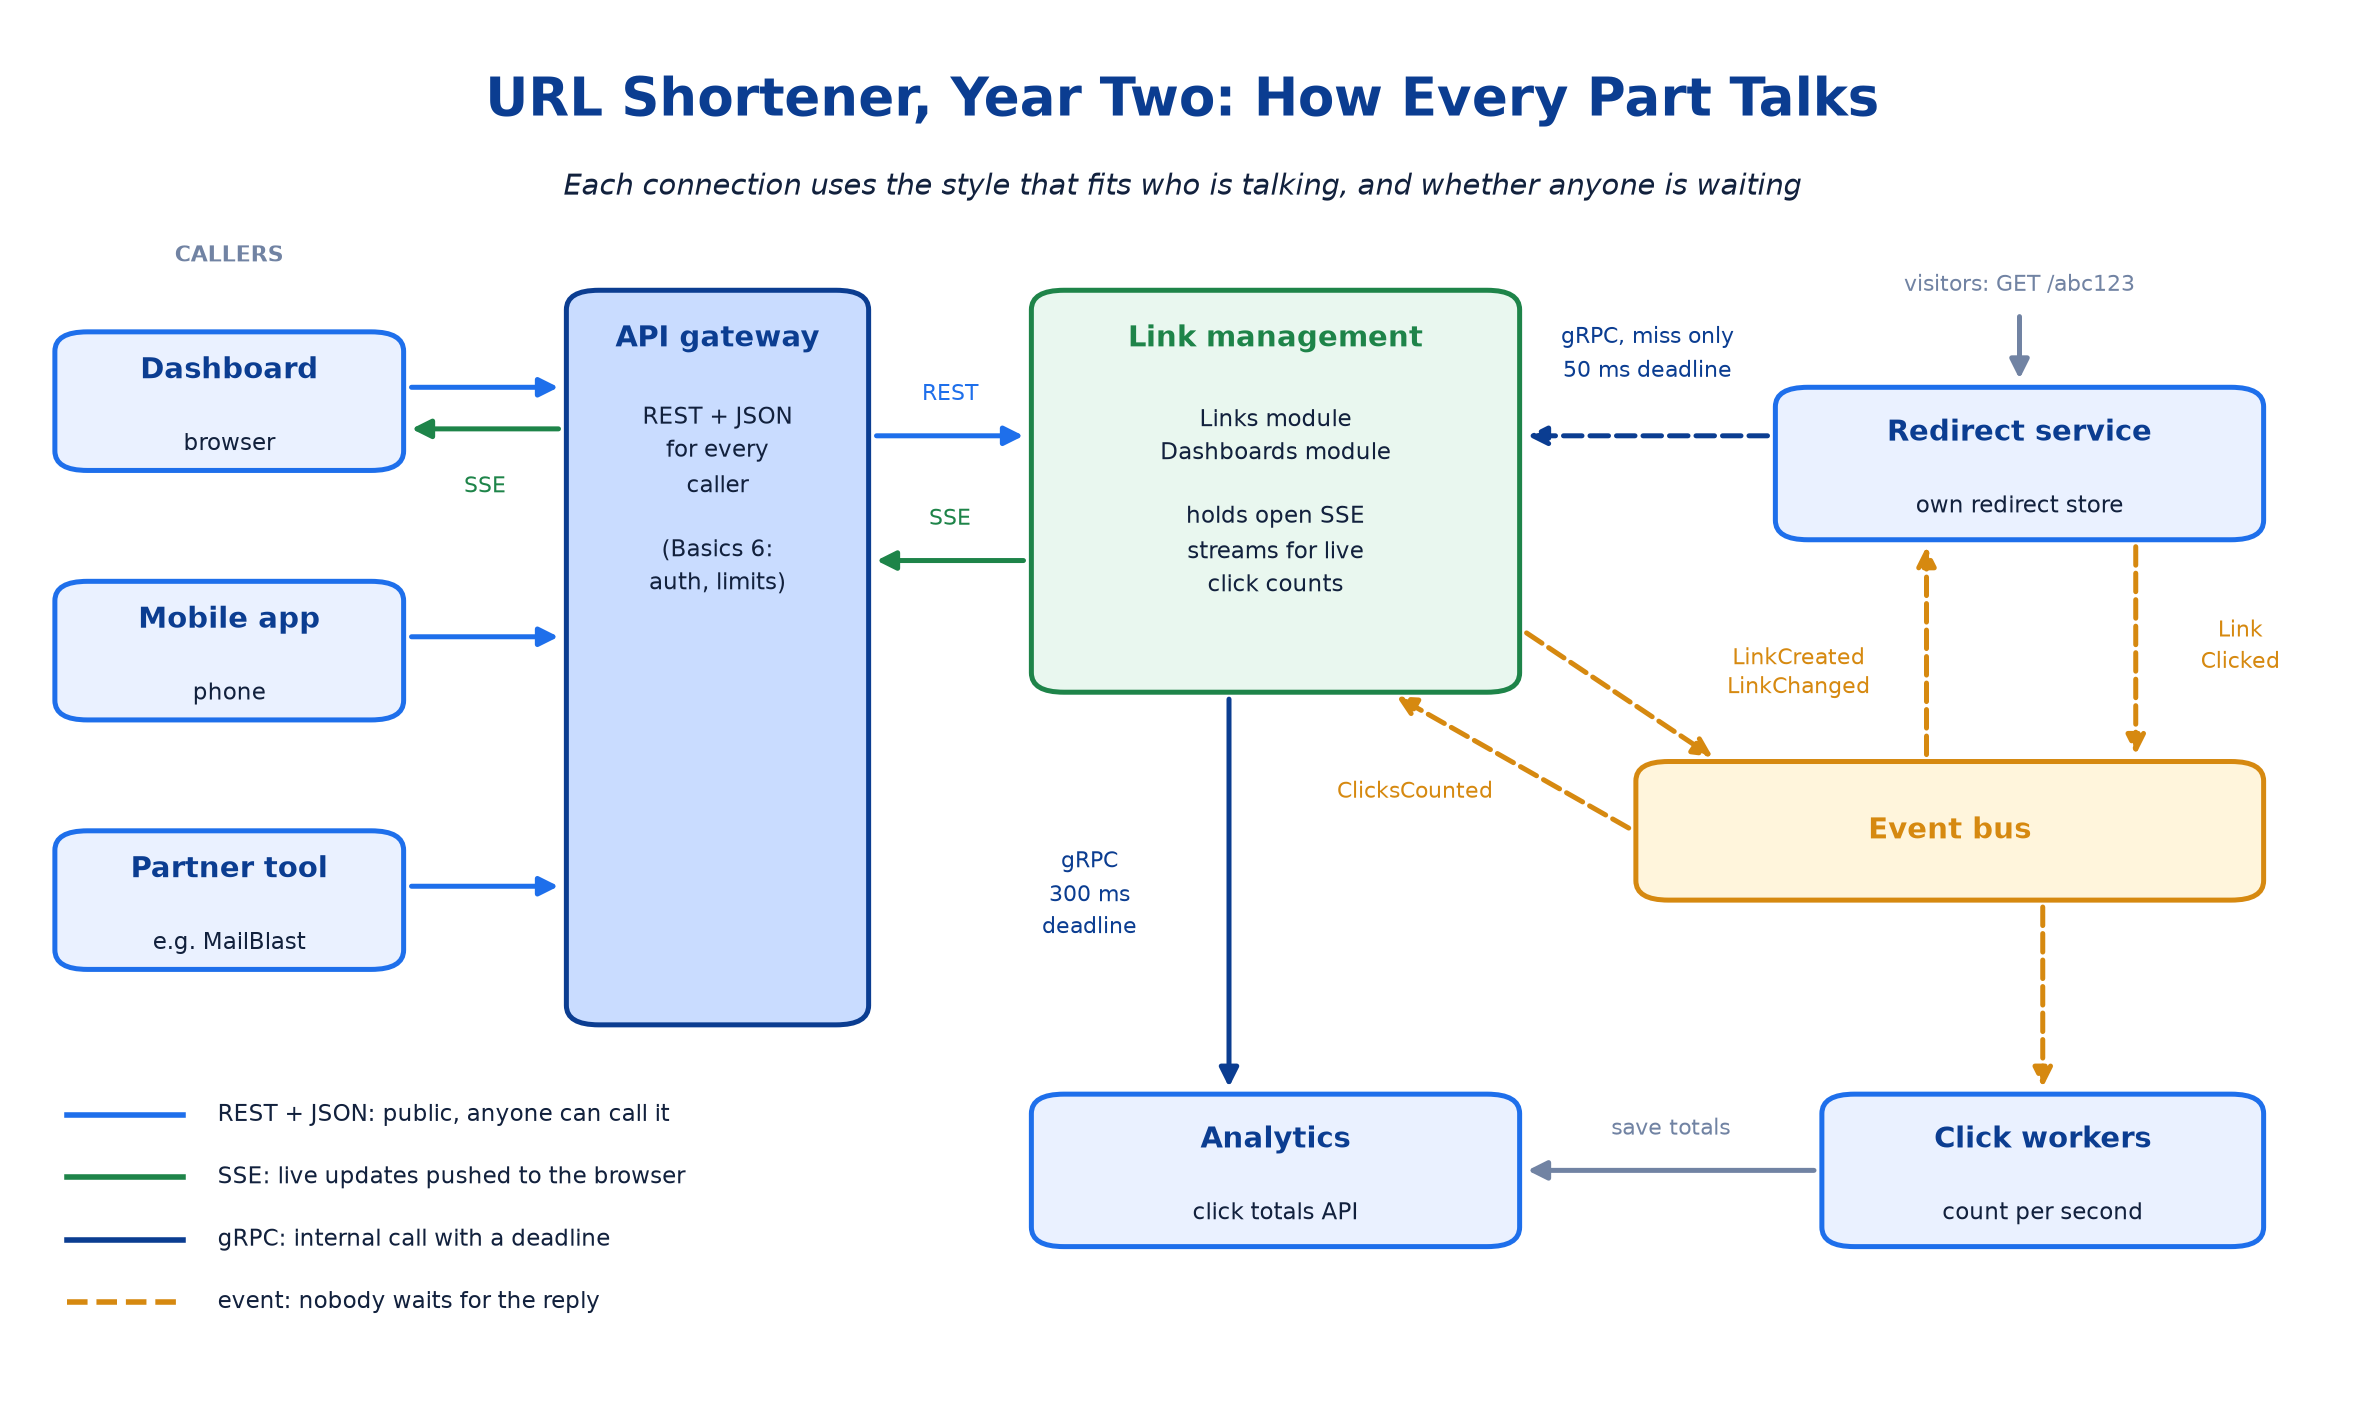 URL Shortener, Year Two: How Every Part Talks
Each connection uses the style that fits who is talking, and whether anyone is waiting
CALLERS
Dashboard
browser
SSE
Mobile app
phone
Partner tool
e.g. MailBlast
API gateway
REST + JSON
for every
caller
(Basics 6:
auth, limits)
REST
SSE
Link management
Links module
Dashboards module
holds open SSE
streams for live
click counts
gRPC, miss only
50 ms deadline
visitors: GET /abc123
Redirect service
own redirect store
LinkCreated
LinkChanged
Link
Clicked
ClicksCounted
Event bus
gRPC
300 ms
deadline
Analytics
click totals API
save totals
Click workers
count per second
REST + JSON: public, anyone can call it
SSE: live updates pushed to the browser
gRPC: internal call with a deadline
event: nobody waits for the reply